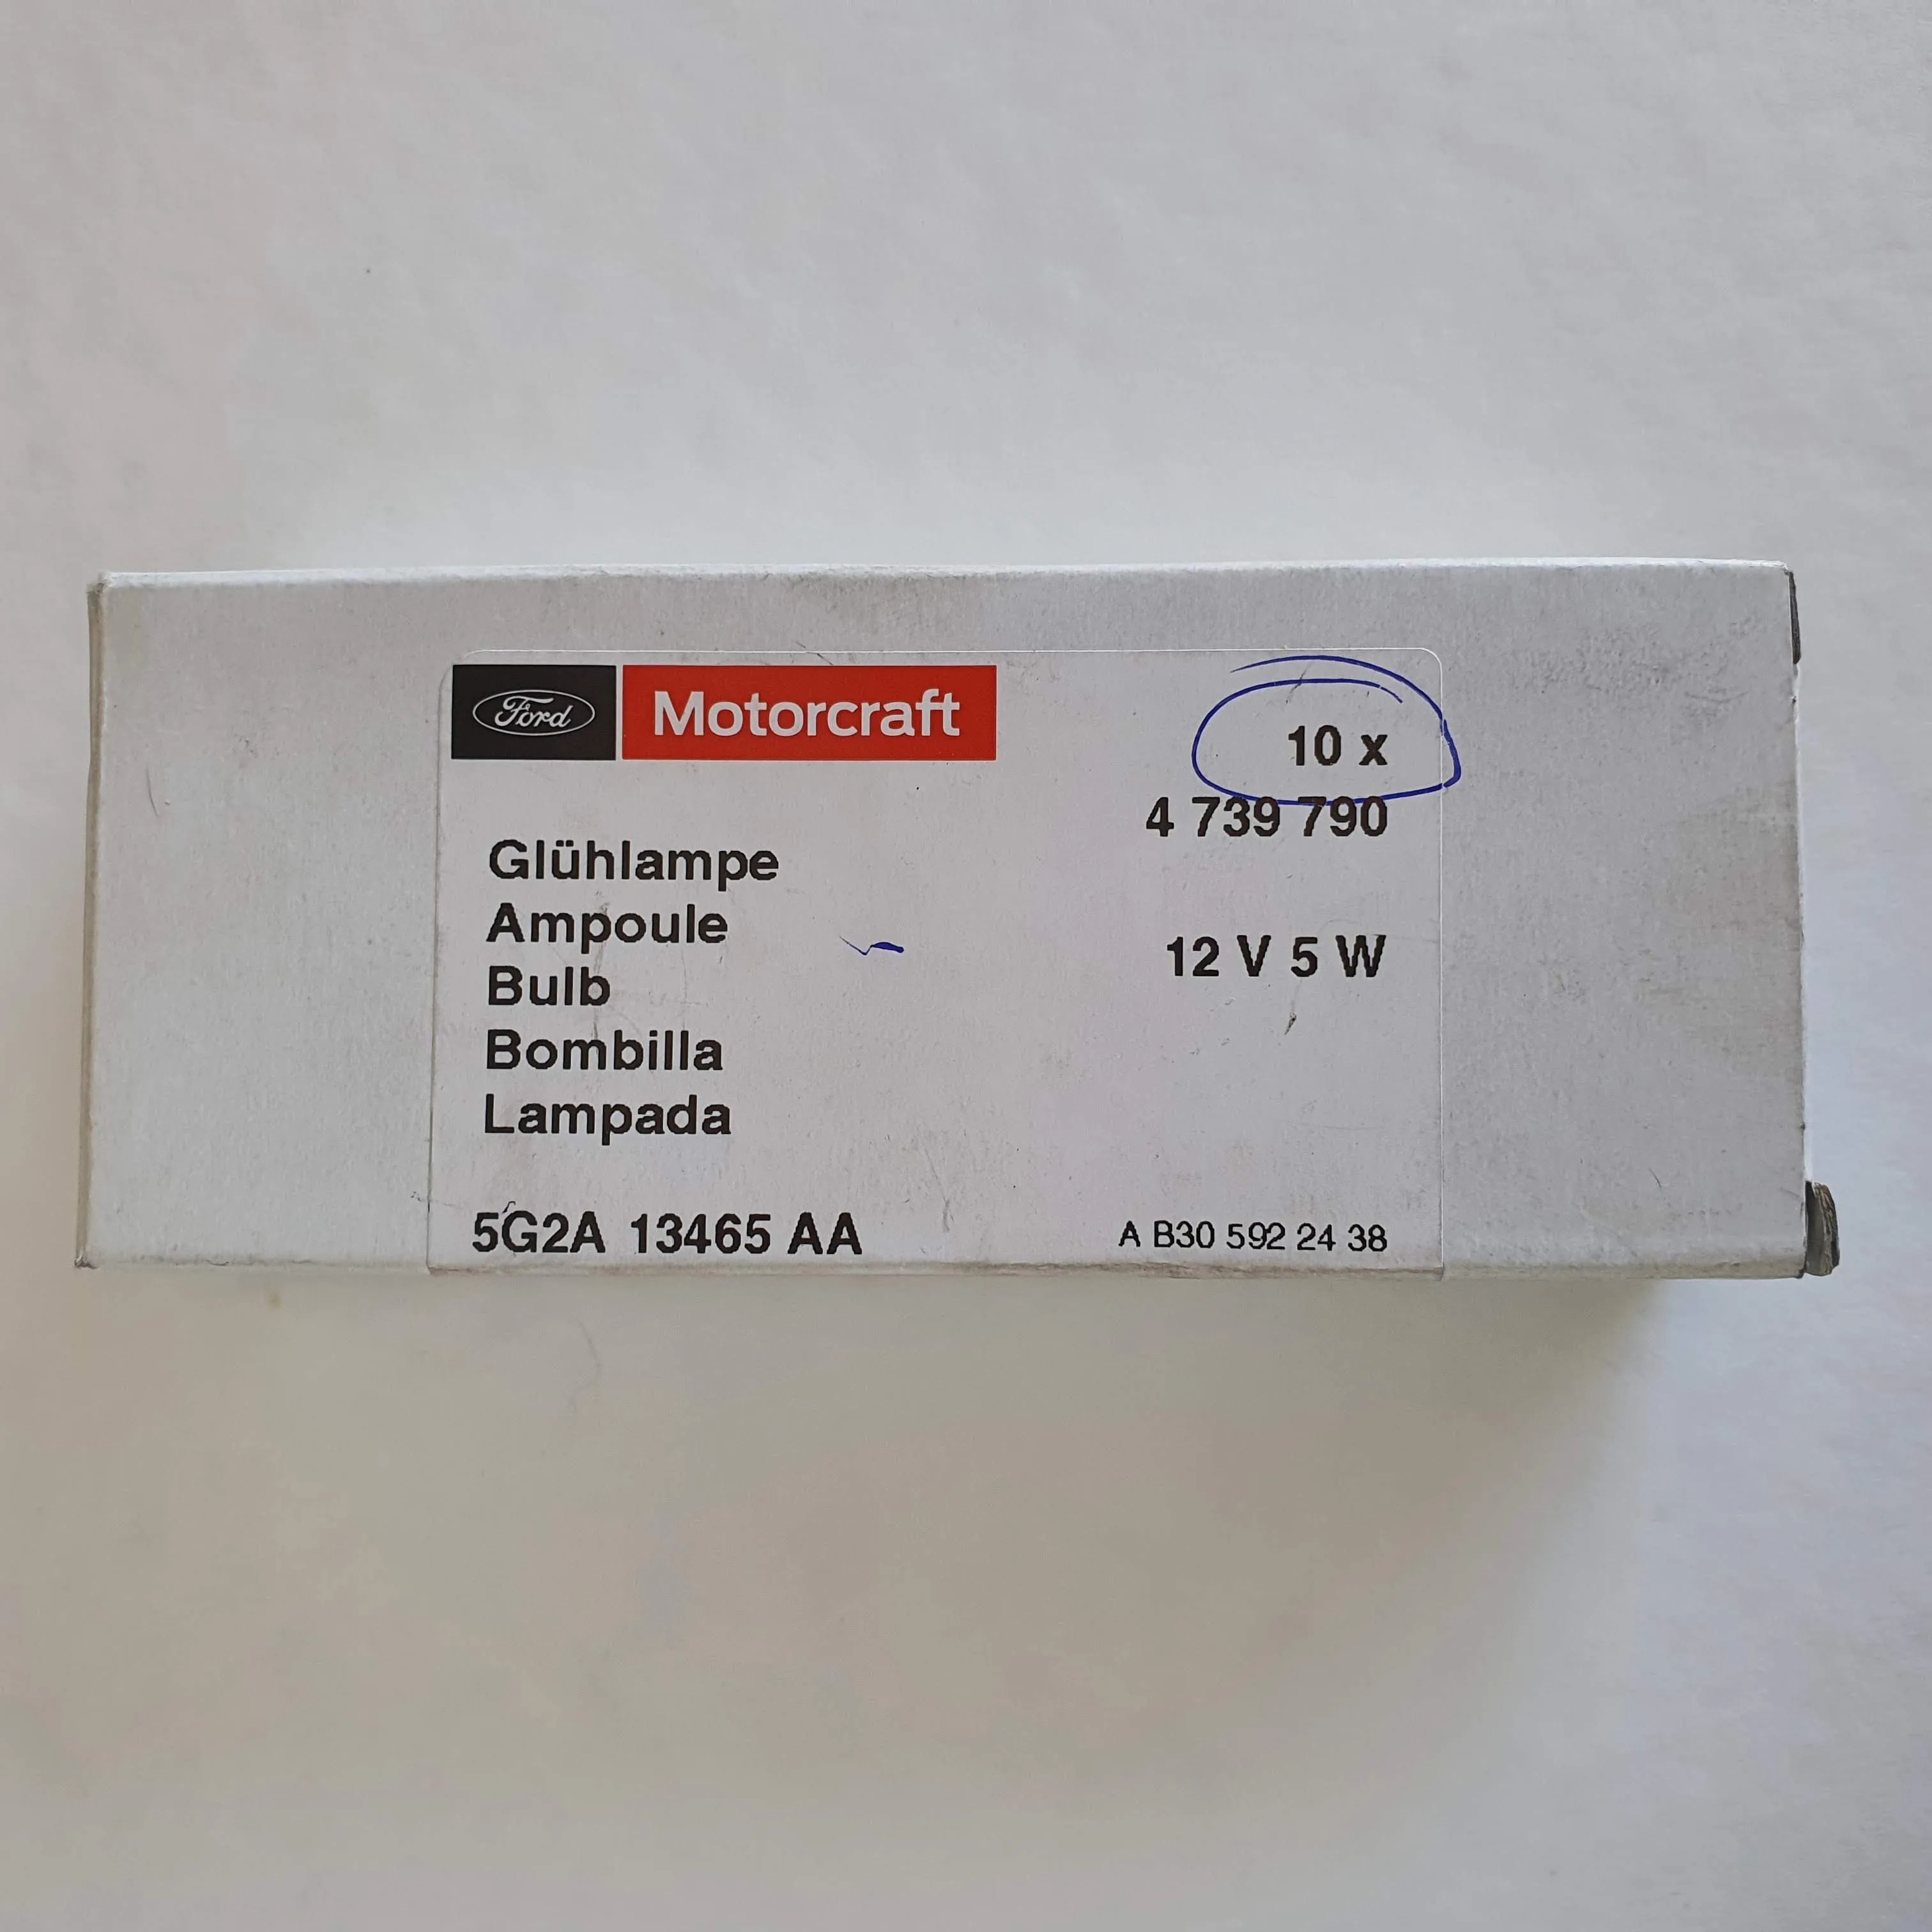 Ford Motorcraft
10 x
4 739 790
Glühlampe
Ampoule
Bulb
Bombilla
Lampada
12 V 5 W
5G2A 13465 AA
A B30 592 24 38